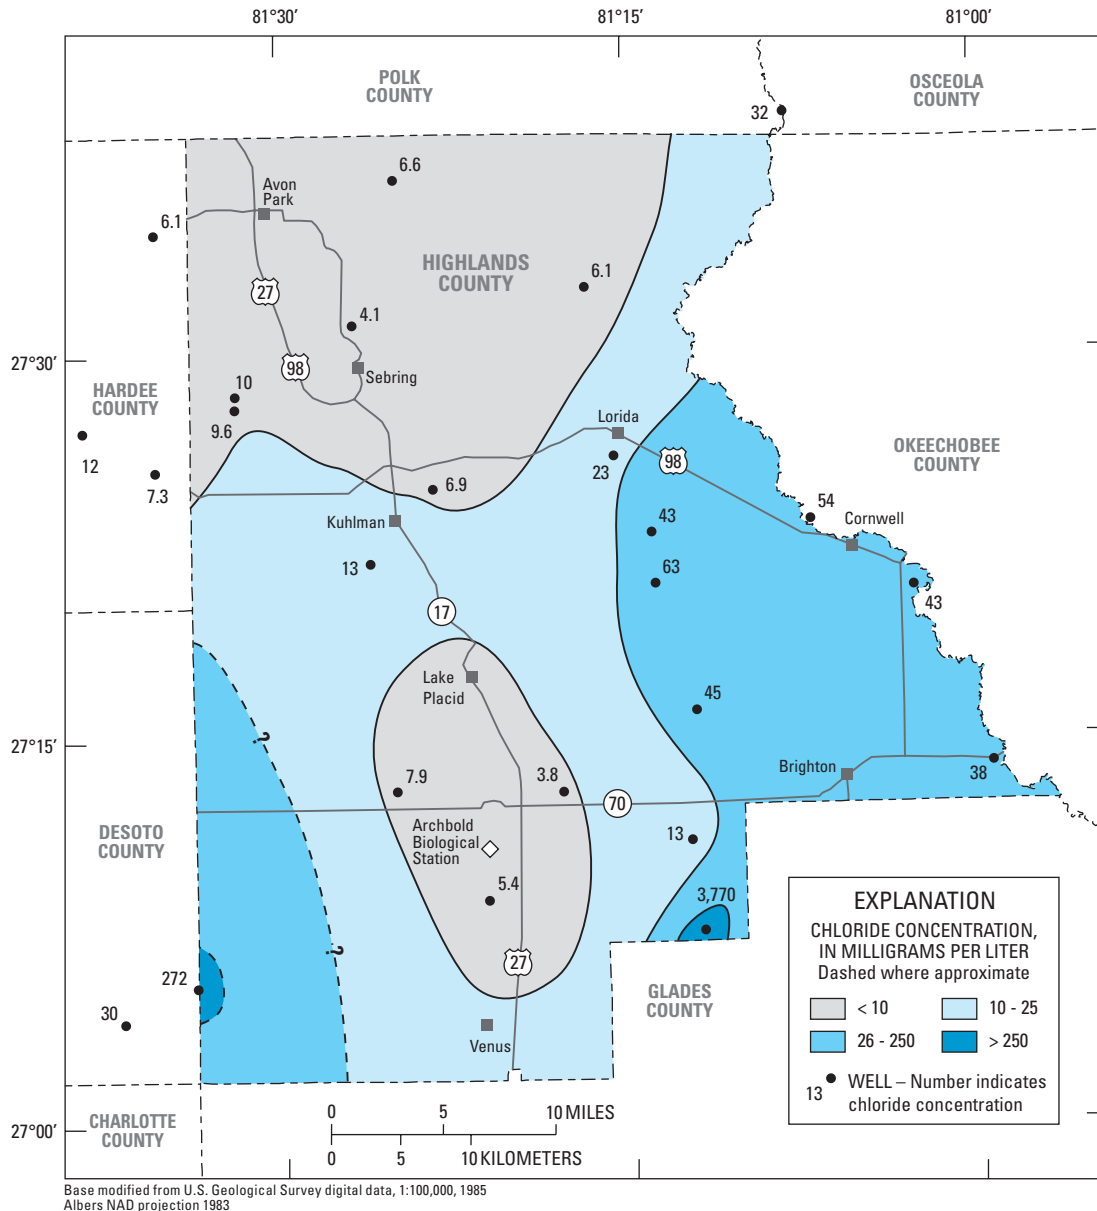 81°30'
81°15'
81°00'
POLK
COUNTY
OSCEOLA
COUNTY
32
6.6
Avon
Park
6.1
HIGHLANDS
COUNTY
6.1
27
4.1
27°30'
98
Sebring
HARDEE
COUNTY
10
9.6
Lorida
12
7.3
6.9
23
98
OKEECHOBEE
COUNTY
54
Kuhlman
43
Cornwell
13
63
43
17
Lake
Placid
45
?
27°15'
Brighton
38
7.9
3.8
70
DESOTO
COUNTY
Archbold
Biological
Station
13
5.4
3,770
?
27
272
30
GLADES
COUNTY
Venus
EXPLANATION
CHLORIDE CONCENTRATION,
IN MILLIGRAMS PER LITER
Dashed where approximate
< 10
10 - 25
26 - 250
> 250
13 WELL – Number indicates
chloride concentration
CHARLOTTE
COUNTY
27°00'
0 5 10 MILES
0 5 10 KILOMETERS
Base modified from U.S. Geological Survey digital data, 1:100,000, 1985
Albers NAD projection 1983